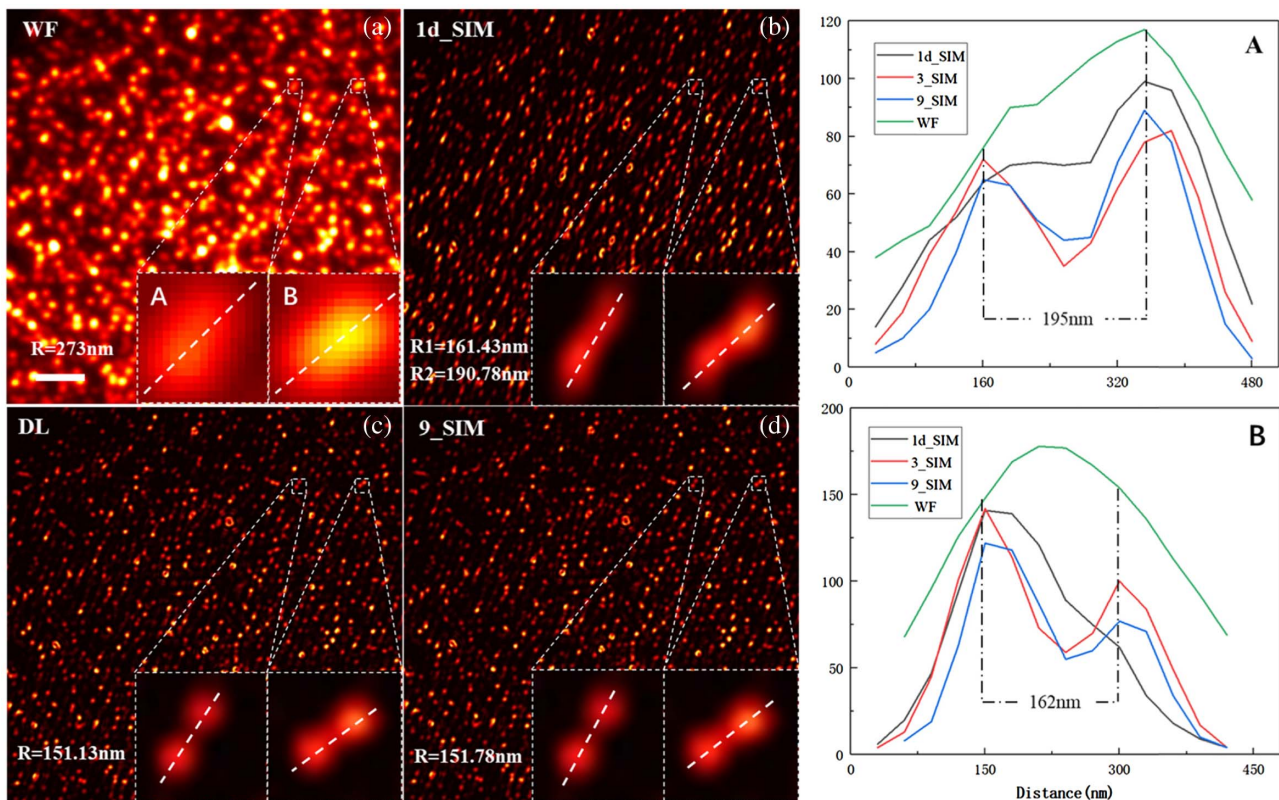 WF
(a)
A
B
R=273nm
1d_SIM
(b)
R1=161.43nm
R2=190.78nm
DL
(c)
R=151.13nm
9_SIM
(d)
R=151.78nm
A
120
100
80
60
40
20
0
1d_SIM
3_SIM
9_SIM
WF
195nm
0 160 320 480
B
200
150
100
50
0
1d_SIM
3_SIM
9_SIM
WF
162nm
0 150 300 450
Distance(nm)